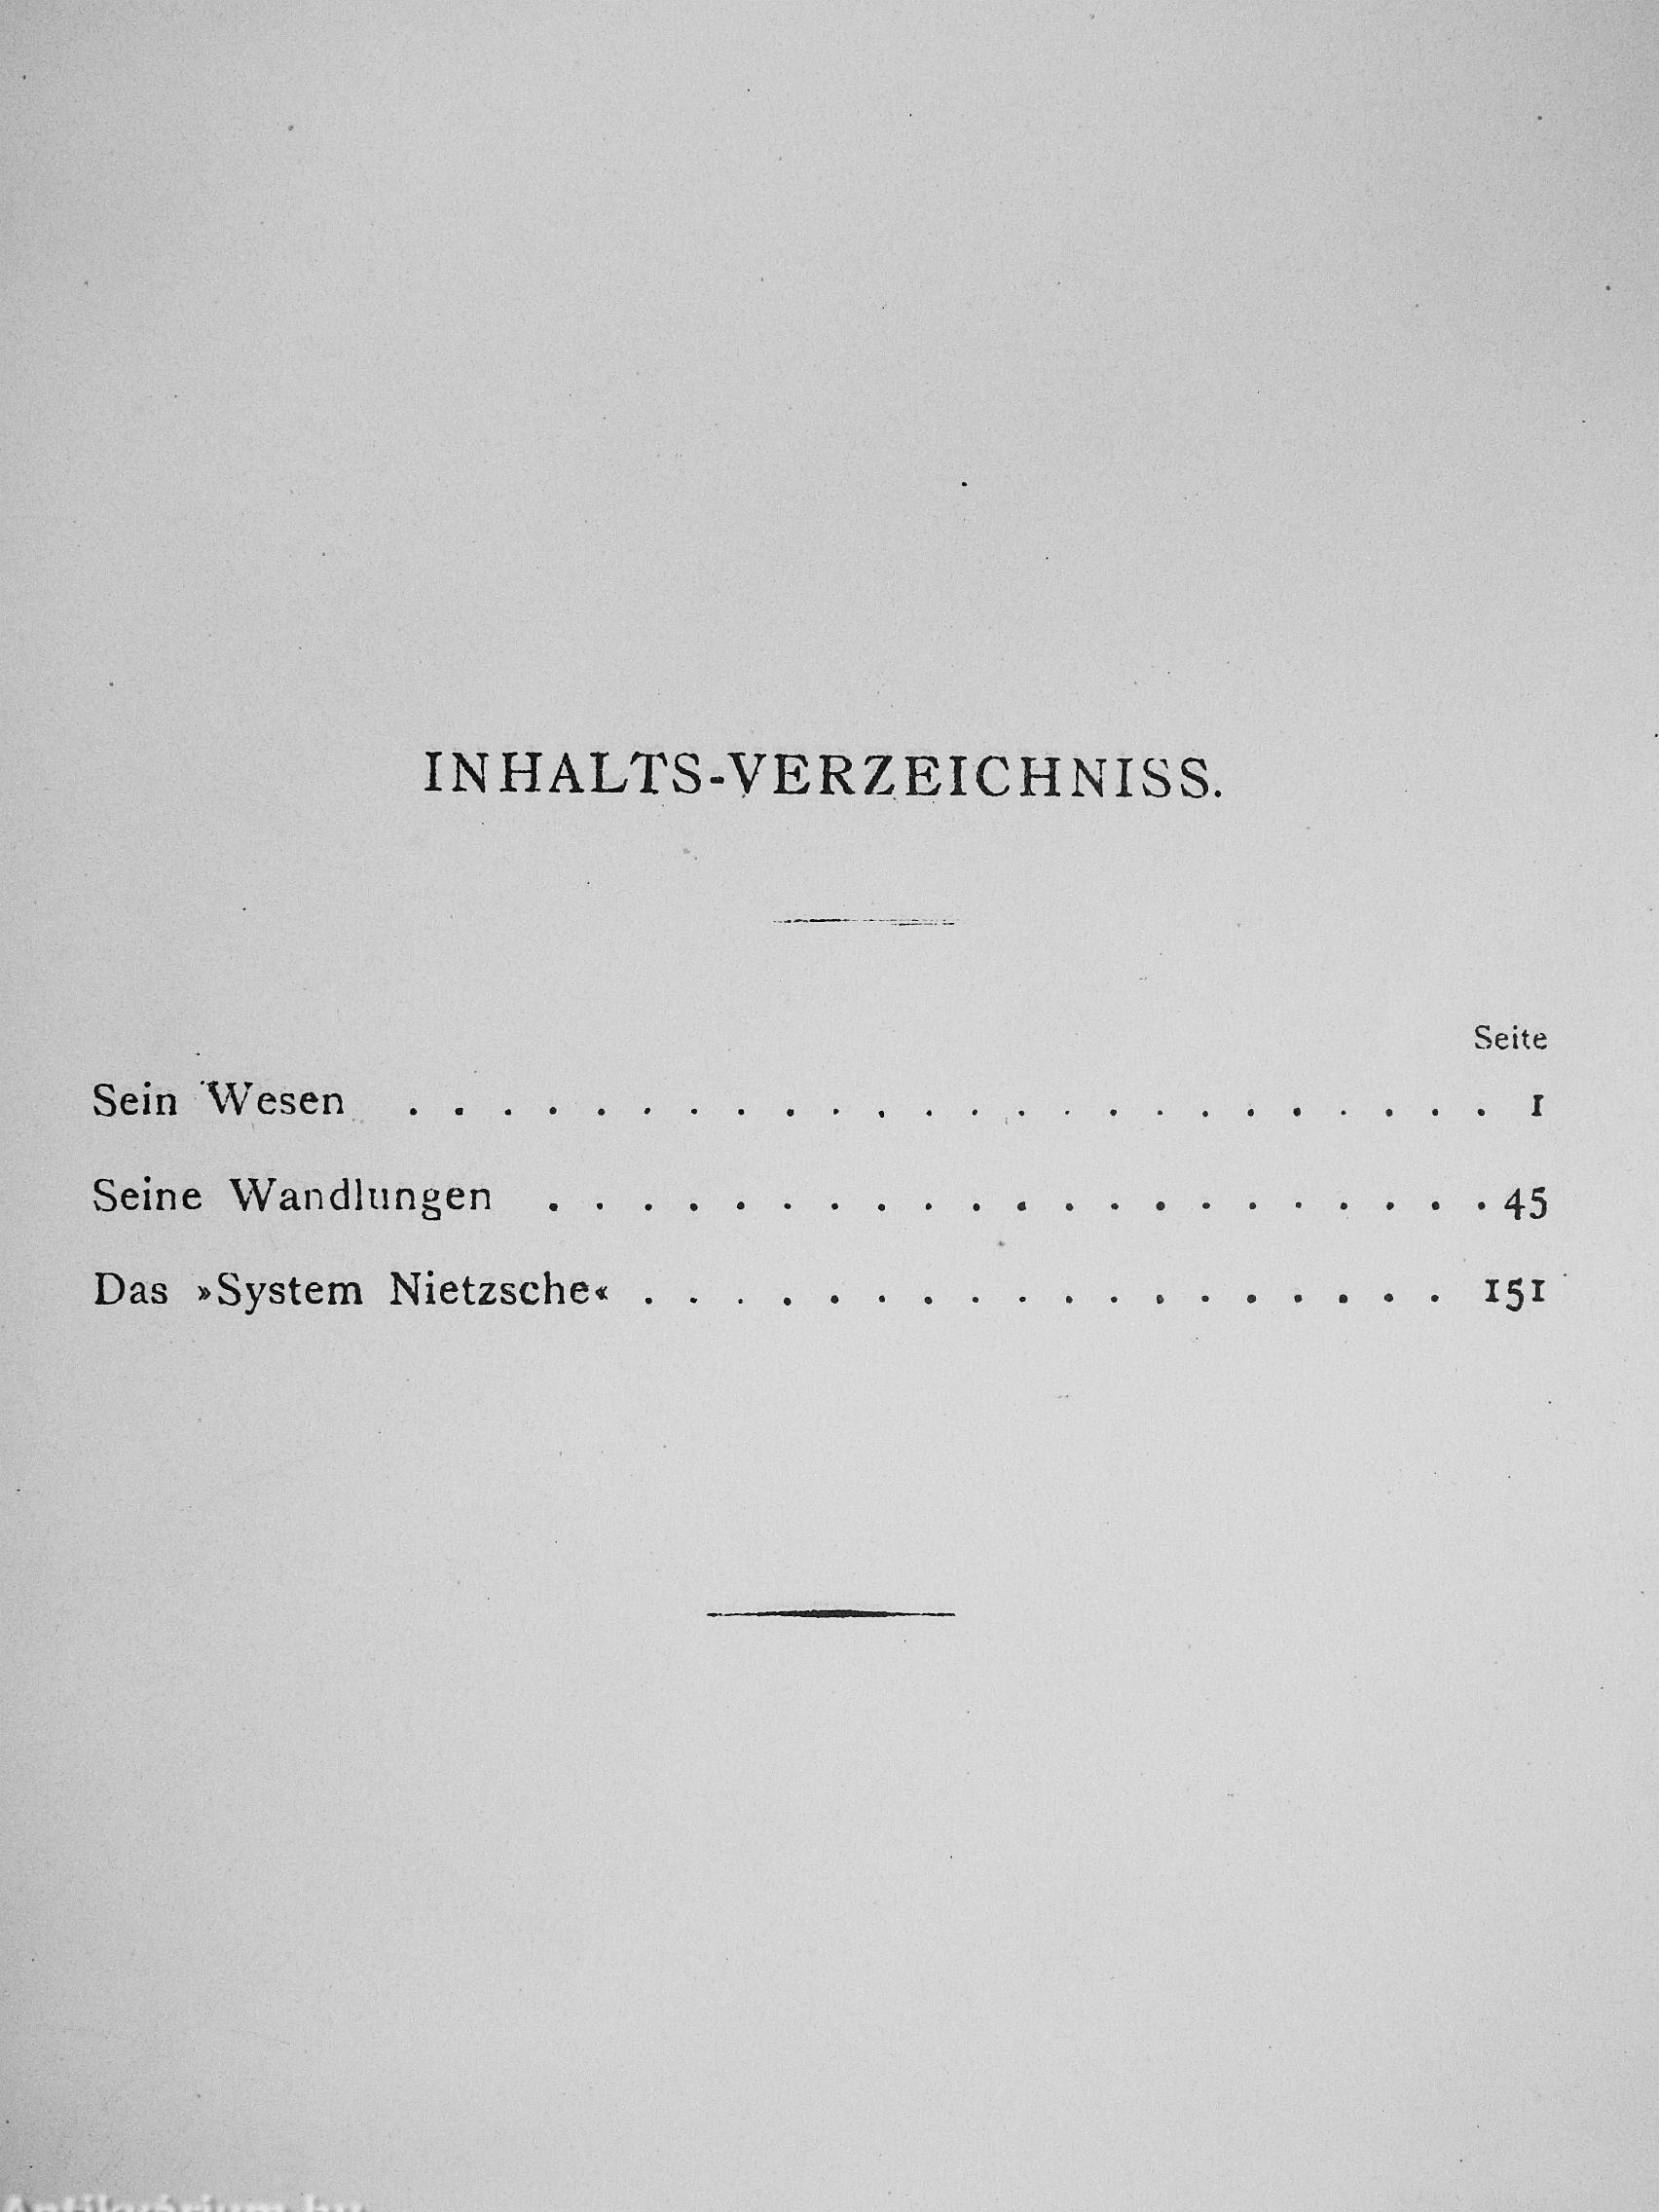 INHALTS-VERZEICHNISS.
Seite
Sein Wesen . . . . . . . . . . . . . . . . . . . . . . . . 1
Seine Wandlungen . . . . . . . . . . . . . . . . . . . . . 45
Das »System Nietzsche« . . . . . . . . . . . . . . . . . . 151